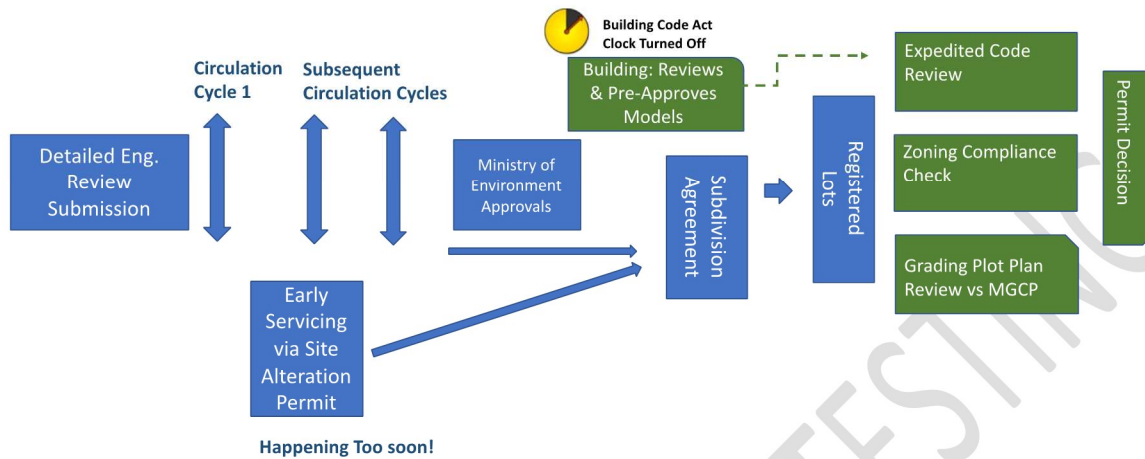 Building Code Act
Clock Turned Off
Circulation
Cycle 1
Subsequent
Circulation Cycles
Building: Reviews
& Pre-Approves
Models
Expedited Code
Review
Detailed Eng.
Review
Submission
Ministry of
Environment
Approvals
Subdivision
Agreement
Registered
Lots
Zoning Compliance
Check
Permit Decision
Grading Plot Plan
Review vs MGCP
Early
Servicing
via Site
Alteration
Permit
Happening Too soon!
TESTING